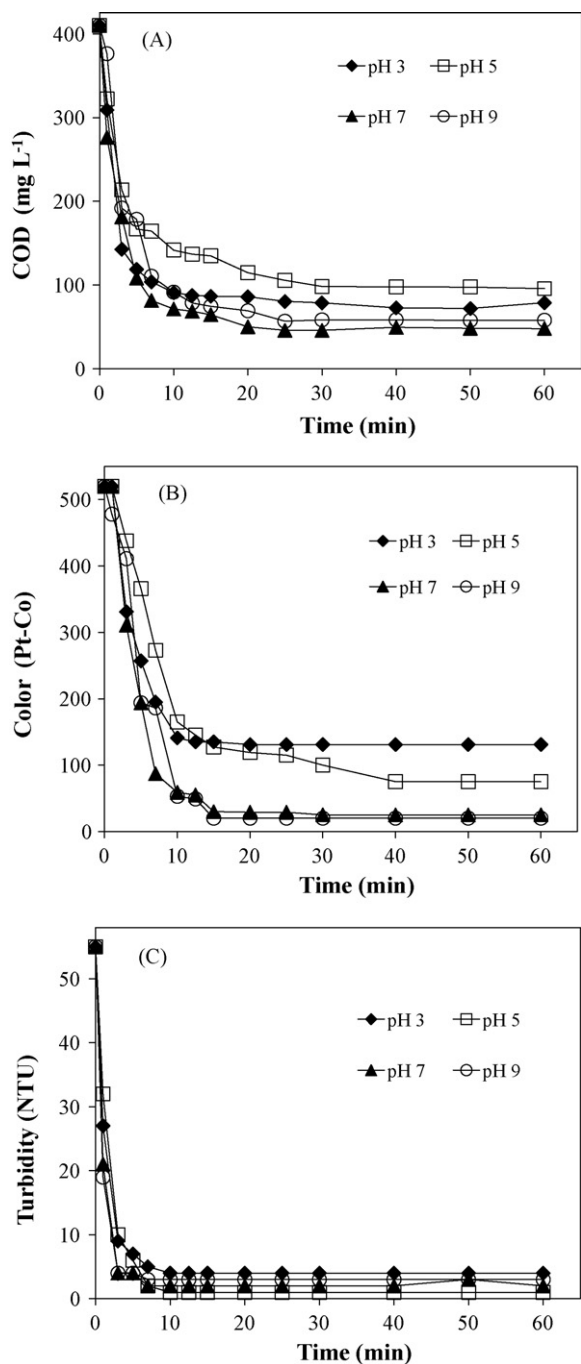 (A)
pH 3 pH 5
pH 7 pH 9
400
300
200
100
0
COD (mg L⁻¹)
0 10 20 30 40 50 60
Time (min)
(B)
pH 3 pH 5
pH 7 pH 9
500
400
300
200
100
0
Color (Pt-Co)
0 10 20 30 40 50 60
Time (min)
(C)
pH 3 pH 5
pH 7 pH 9
50
40
30
20
10
0
Turbidity (NTU)
0 10 20 30 40 50 60
Time (min)